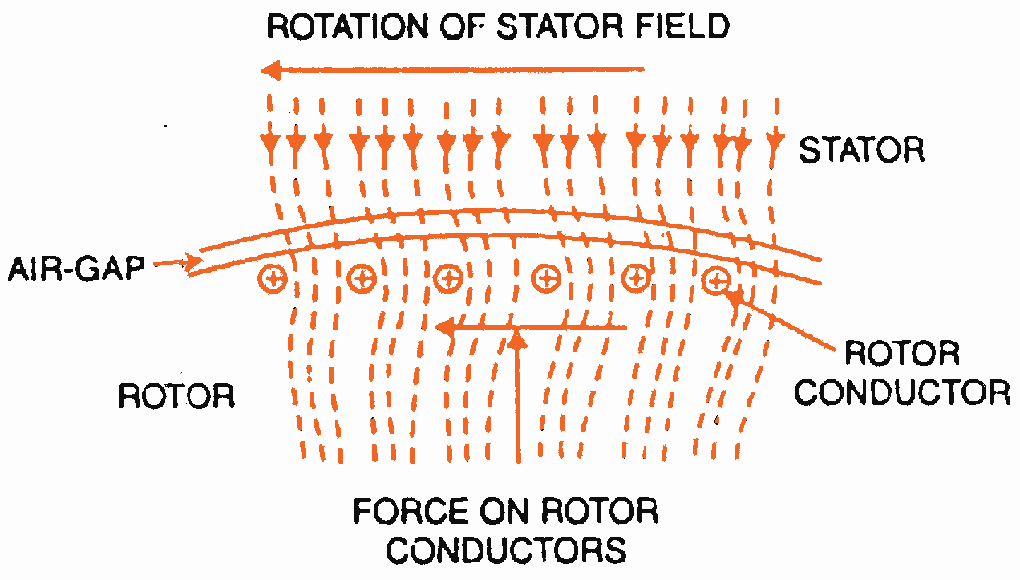 ROTATION OF STATOR FIELD
STATOR
AIR-GAP
ROTOR
CONDUCTOR
ROTOR
FORCE ON ROTOR
CONDUCTORS